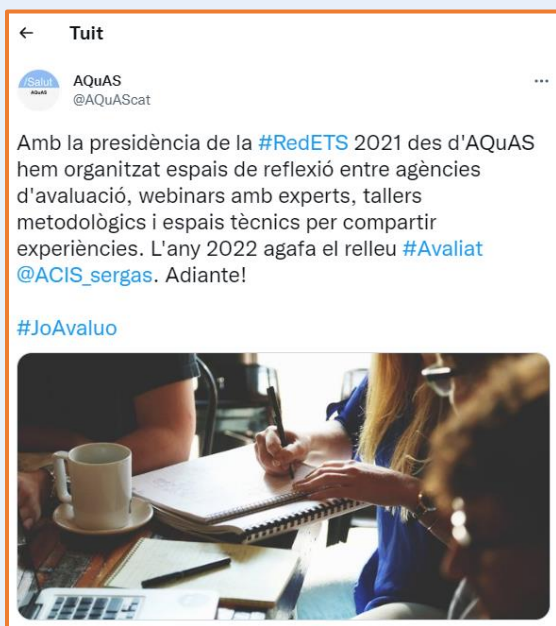 ← Tuit
/Salut
AQuAS
AQuAS
@AQuAScat
...
Amb la presidència de la #RedETS 2021 des d'AQuAS
hem organitzat espais de reflexió entre agències
d'avaluació, webinars amb experts, tallers
metodològics i espais tècnics per compartir
experiències. L'any 2022 agafa el relleu #Avaliat
@ACIS_sergas. Adiante!
#JoAvaluo